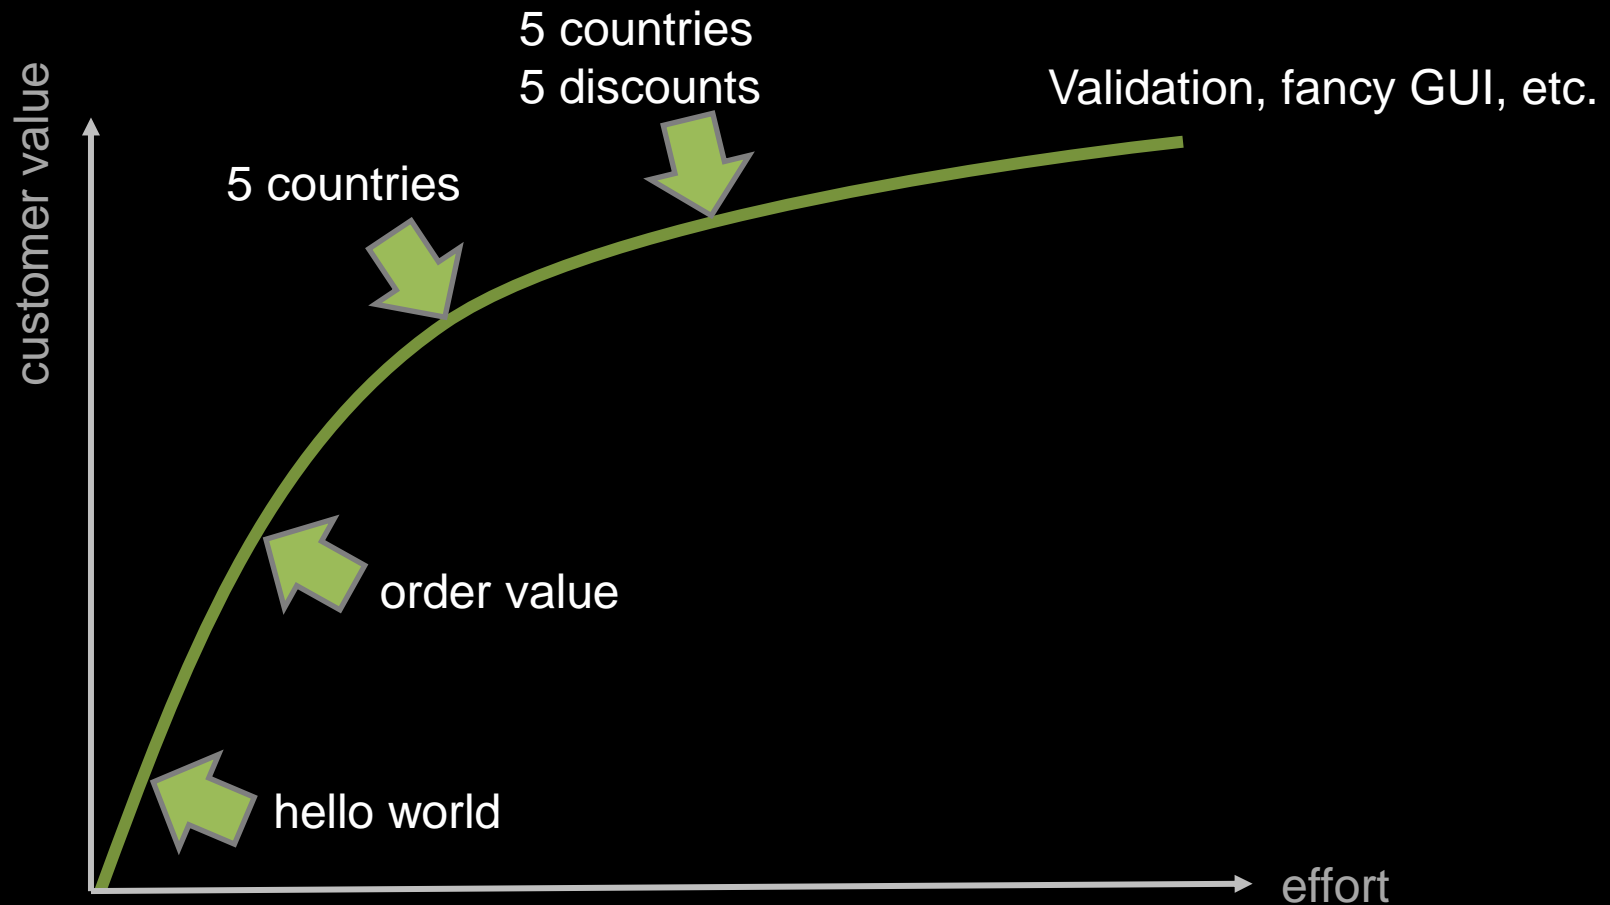 5 countries
5 discounts
Validation, fancy GUI, etc.
customer value
5 countries
order value
hello world
effort